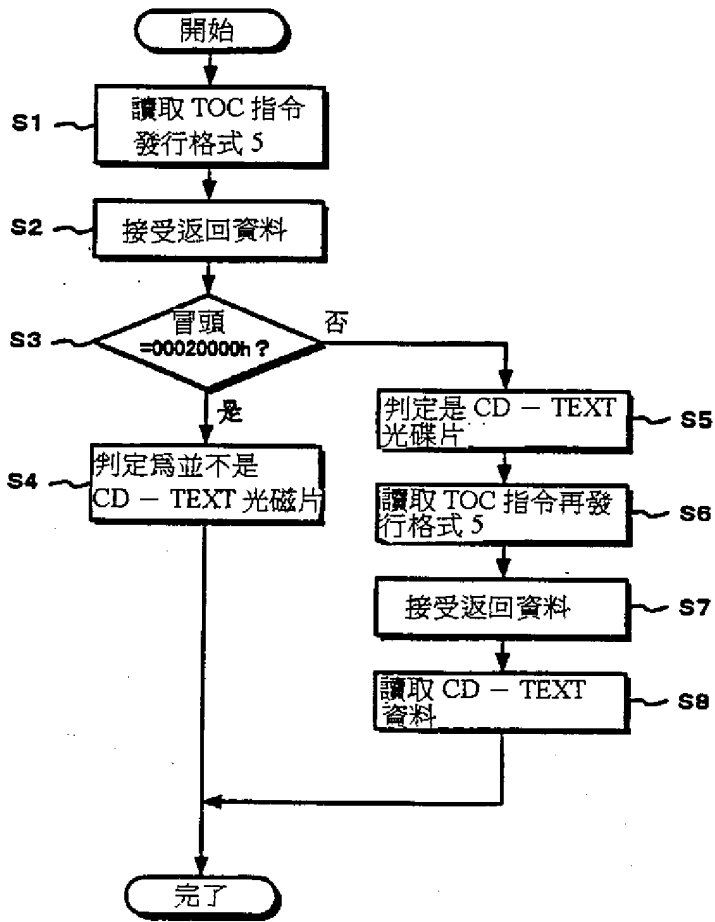 開始
S1
讀取 TOC 指令
發行格式 5
S2
接受返回資料
S3
冒頭
=00020000h ?
否
是
S4
判定爲並不是
CD － TEXT 光磁片
判定是 CD － TEXT
光碟片
S5
讀取 TOC 指令再發
行格式 5
S6
接受返回資料
S7
讀取 CD － TEXT
資料
S8
完了